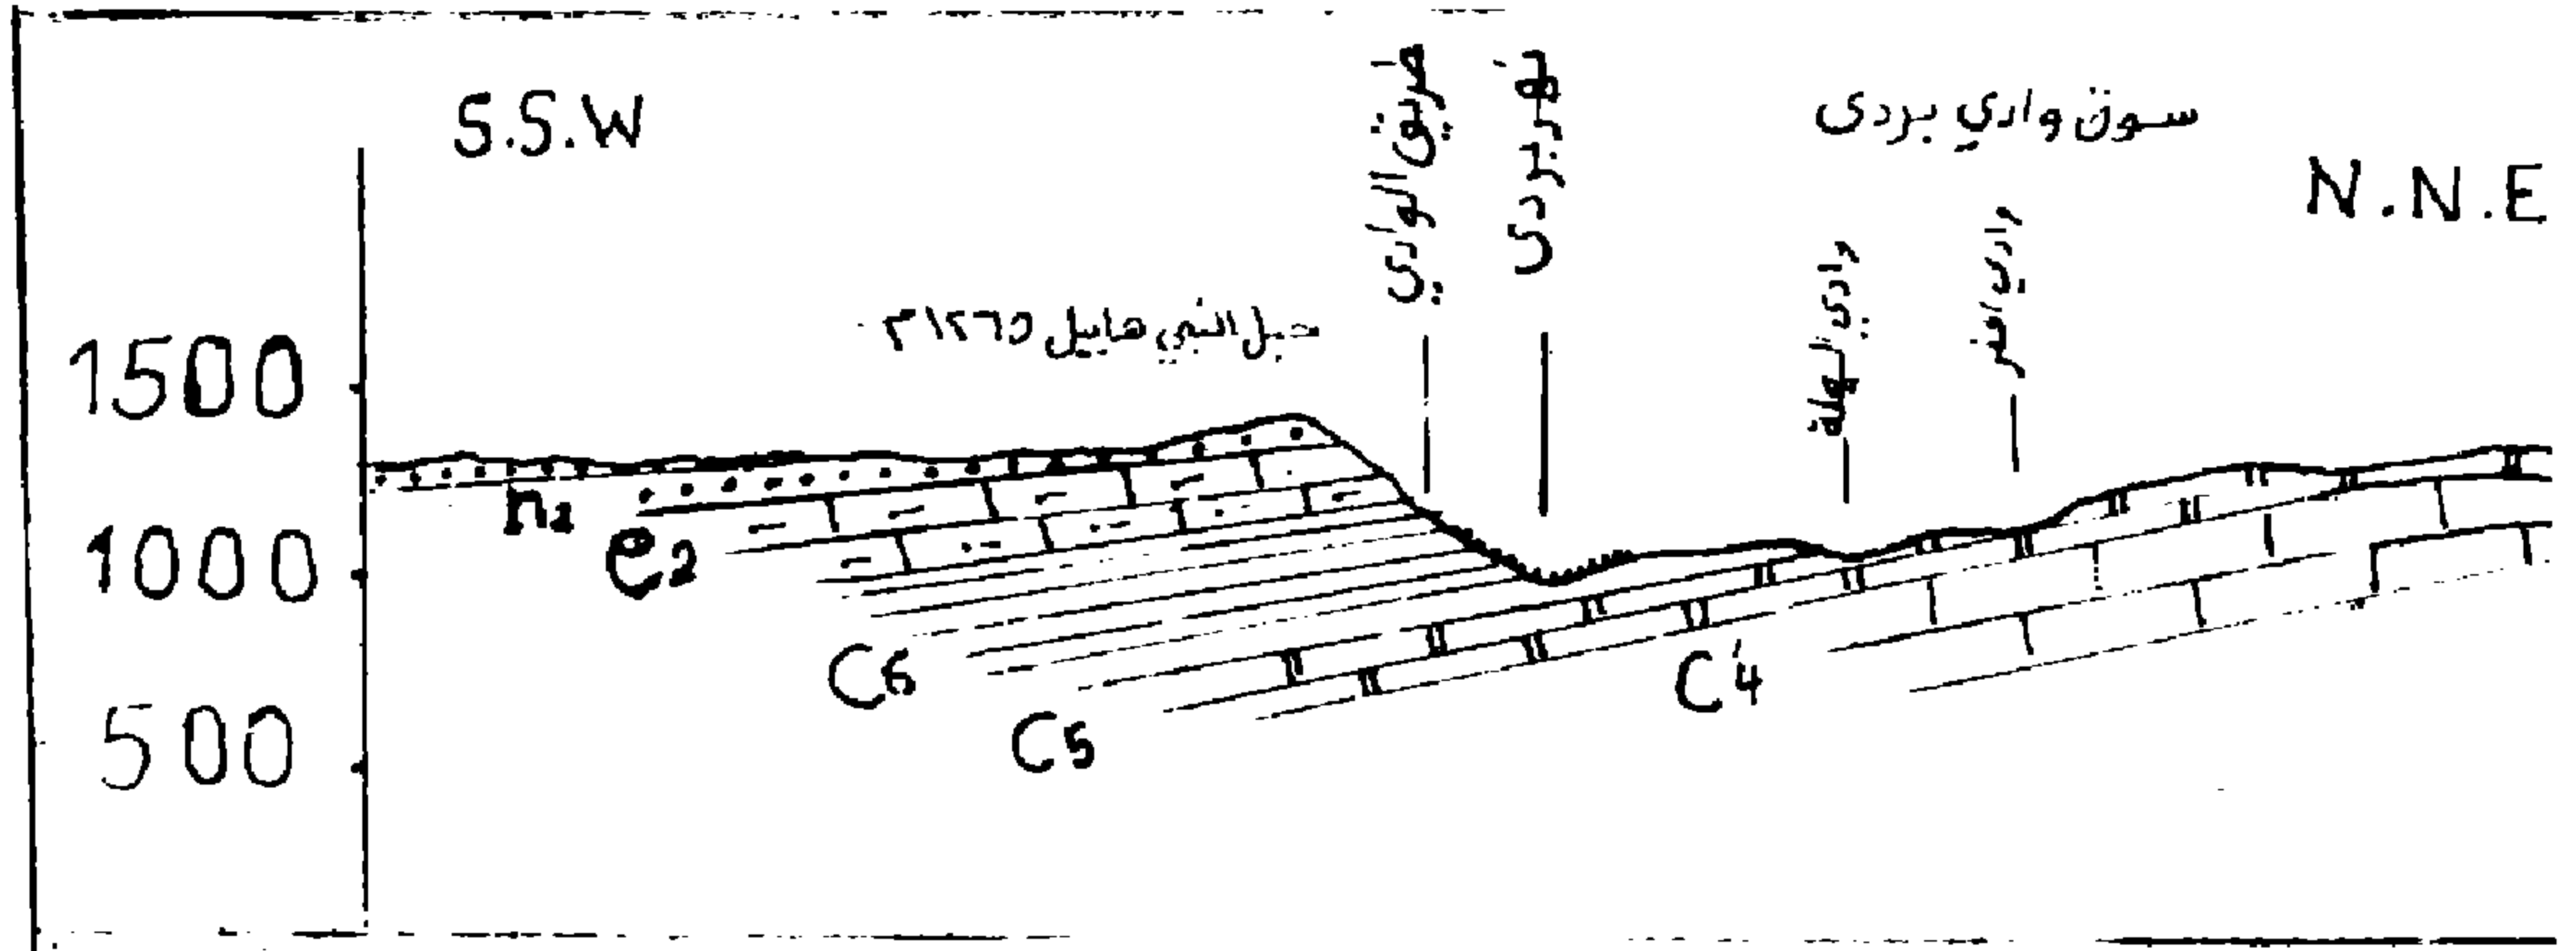 S.S.W
N.N.E
سوق وادي بردى
طريق الوادي
نهر بردى
وادي
وادي
جبل النبي هابيل ١٢٦٥م
1500
1000
500
n2
e2
C6
C5
C4